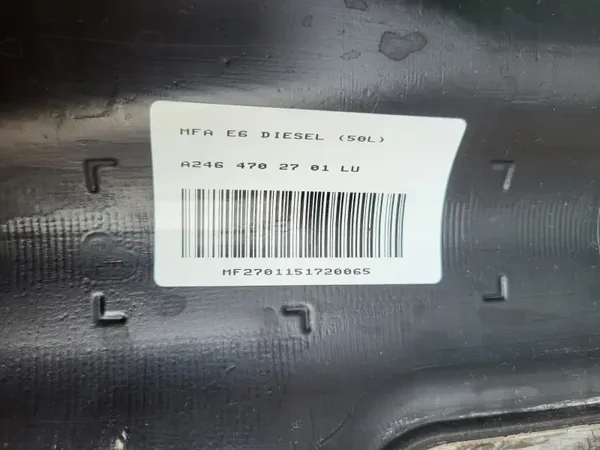 MFA E6 DIESEL (50L)
A246 470 27 01 LU
MF2701151720065